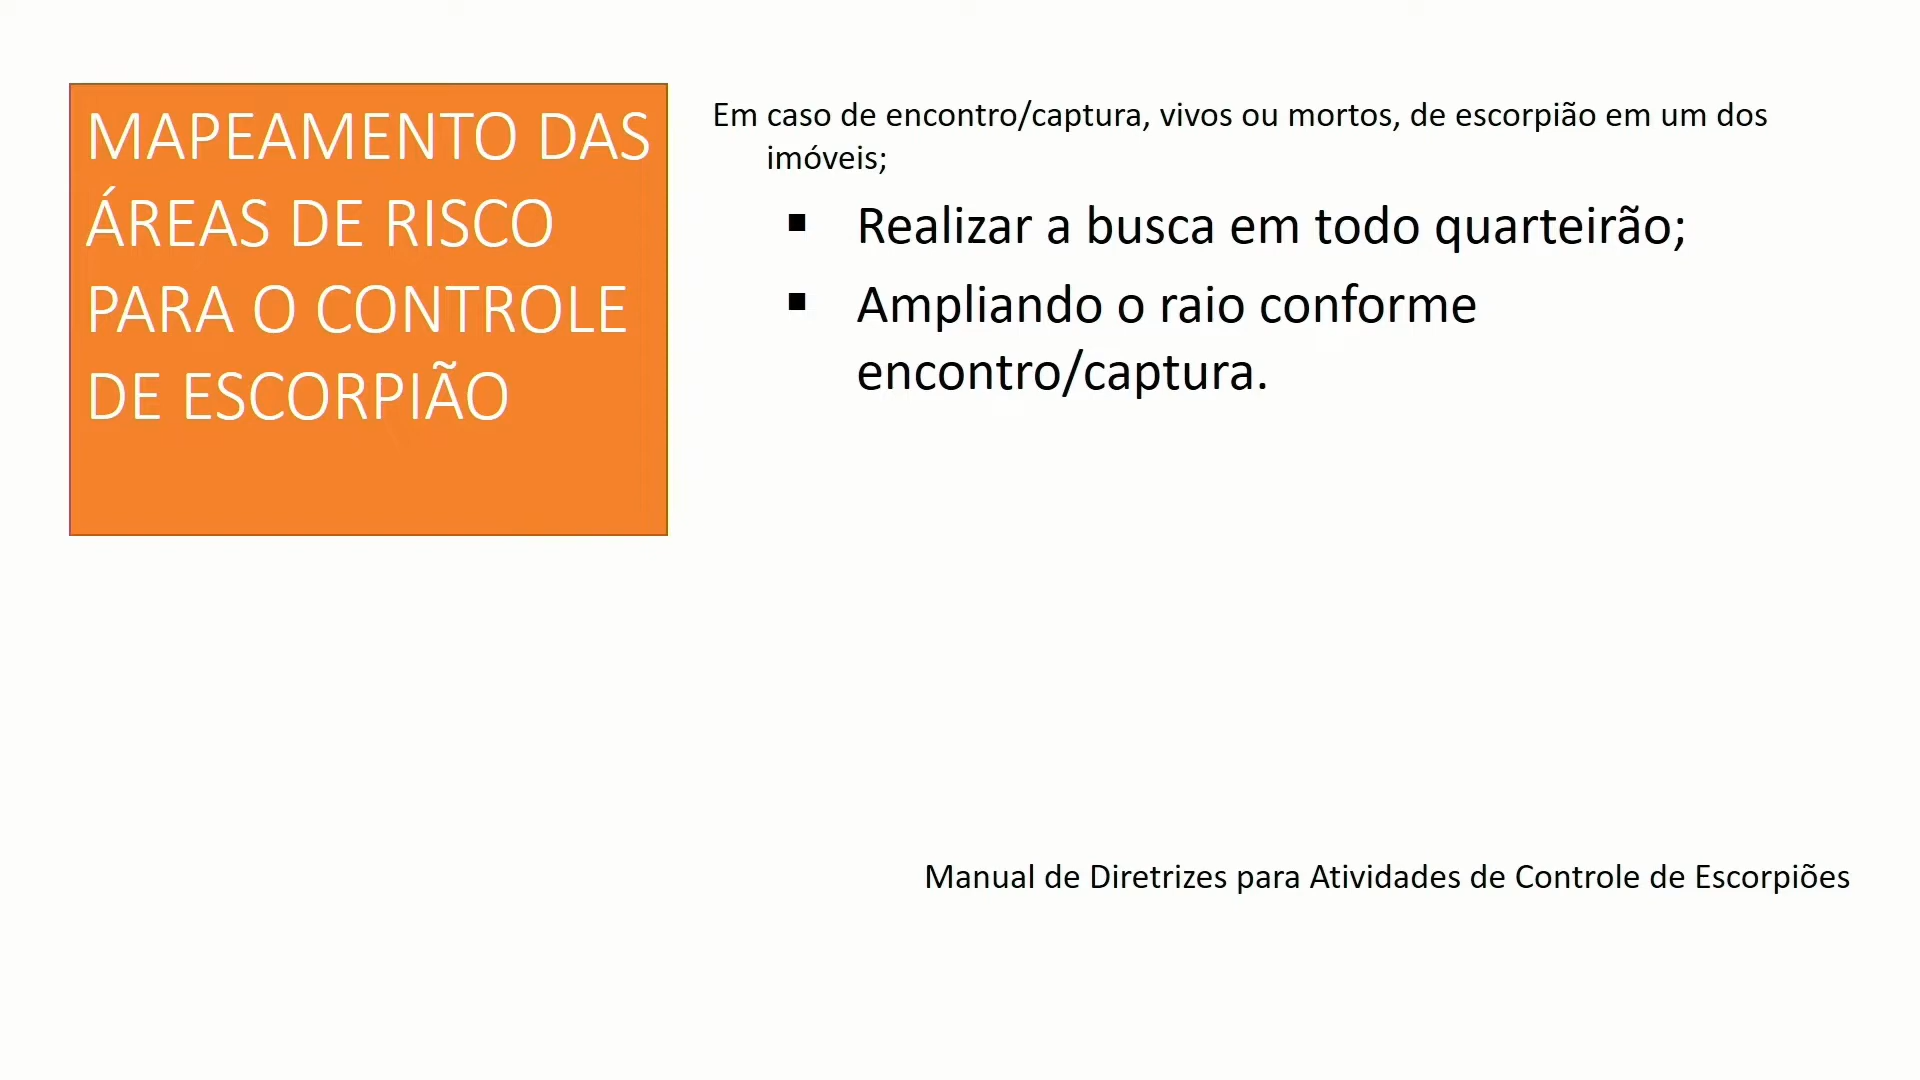 MAPEAMENTO DAS
ÁREAS DE RISCO
PARA O CONTROLE
DE ESCORPIÃO
Em caso de encontro/captura, vivos ou mortos, de escorpião em um dos
imóveis;
▪ Realizar a busca em todo quarteirão;
▪ Ampliando o raio conforme
encontro/captura.
Manual de Diretrizes para Atividades de Controle de Escorpiões